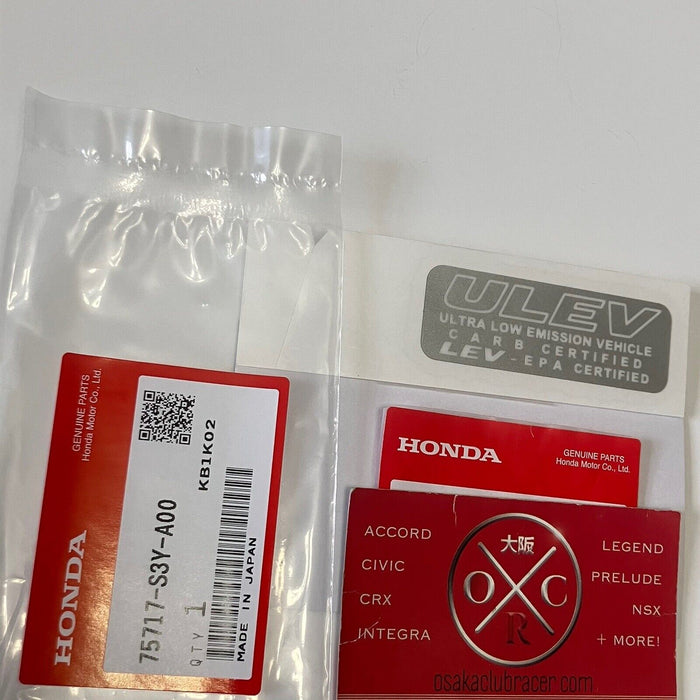 ULEV
ULTRA LOW EMISSION VEHICLE
CARB CERTIFIED
LEV - EPA CERTIFIED
HONDA
GENUINE PARTS
Honda Motor Co., Ltd.
75717-S3Y-A00
KB1K02
QTY 1
MADE IN JAPAN
HONDA
GENUINE PARTS
Honda Motor Co., Ltd.
ACCORD
CIVIC
CRX
INTEGRA
大阪
O C
R
LEGEND
PRELUDE
NSX
+ MORE!
osakaclubracer.com